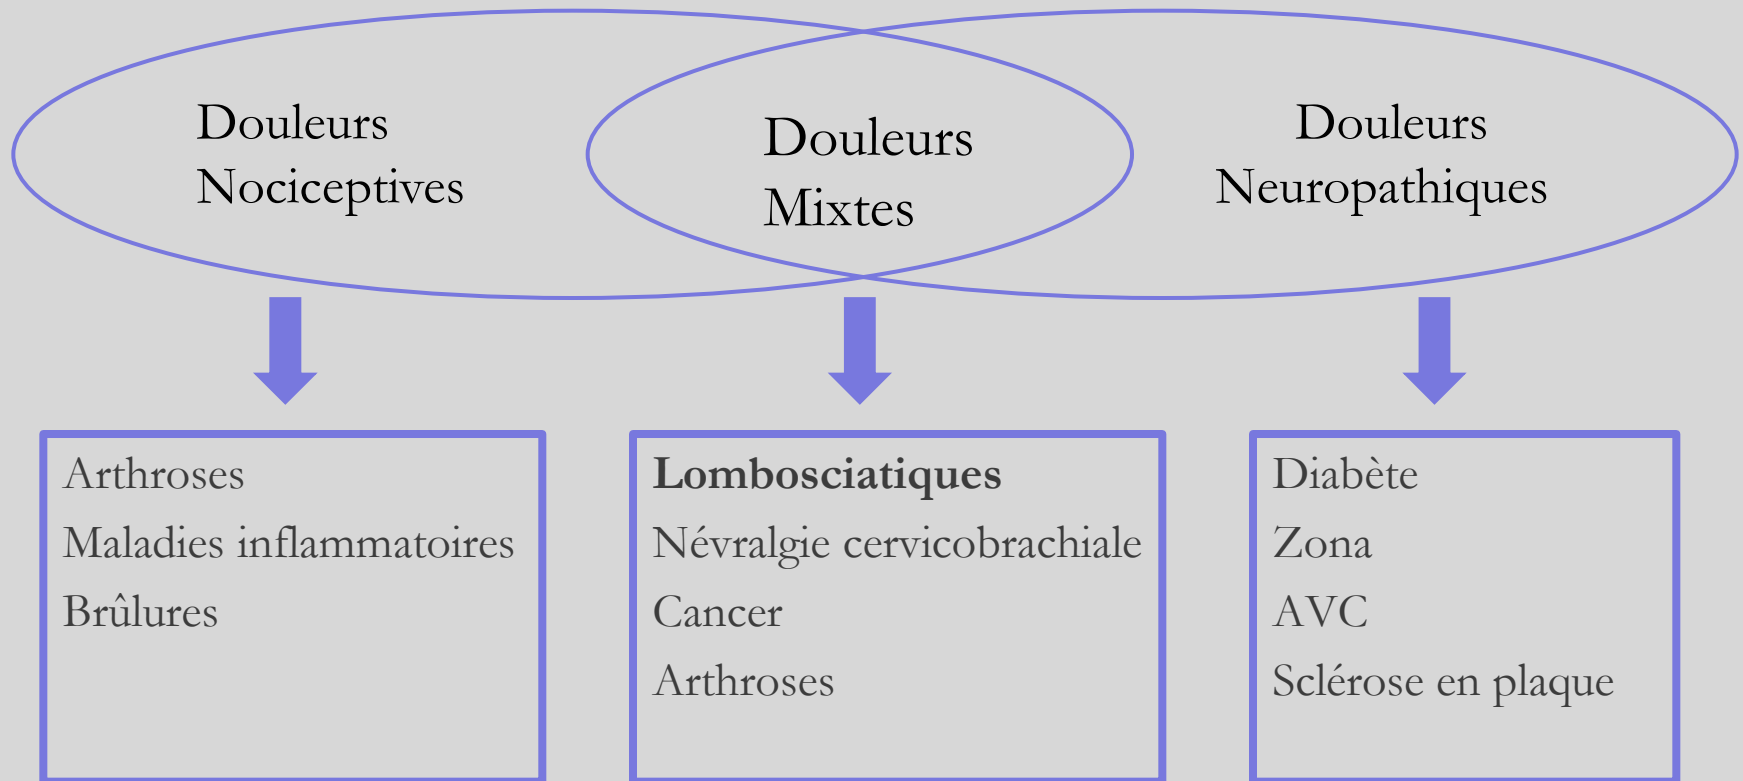 Douleurs
Nociceptives
Douleurs
Mixtes
Douleurs
Neuropathiques
Arthroses
Maladies inflammatoires
Brûlures
Lombosciatiques
Névralgie cervicobrachiale
Cancer
Arthroses
Diabète
Zona
AVC
Sclérose en plaque